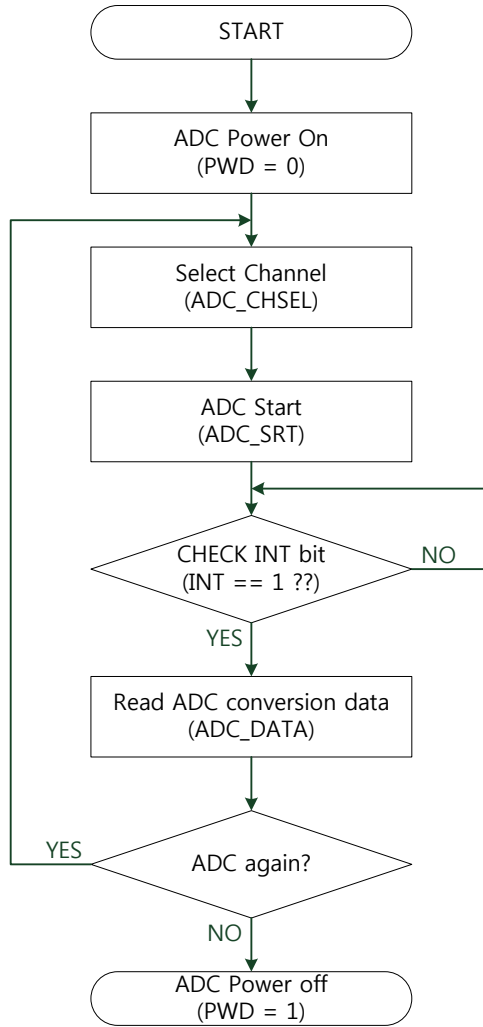 START
ADC Power On
(PWD = 0)
Select Channel
(ADC_CHSEL)
ADC Start
(ADC_SRT)
CHECK INT bit
(INT == 1 ??)
NO
YES
Read ADC conversion data
(ADC_DATA)
YES
ADC again?
NO
ADC Power off
(PWD = 1)